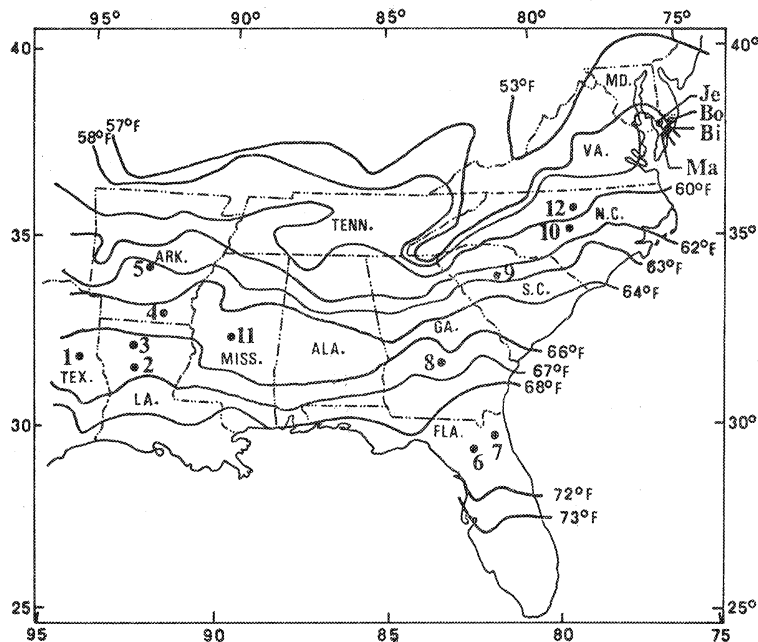 95 90 85 80 75°
40 40°
53°F
MD.
Je
Bo
Bi
57°F
58°F
VA.
Ma
60°F
12
N.C.
TENN.
10
35 35°
ARK.
62°F
5
9
63°F
S.C.
64°F
4
GA.
11
3
1
MISS.
ALA.
66°F
8
2
67°F
TEX.
68°F
LA.
30 30°
FLA.
7
6
72°F
73°F
25 25°
95 90 85 80 75